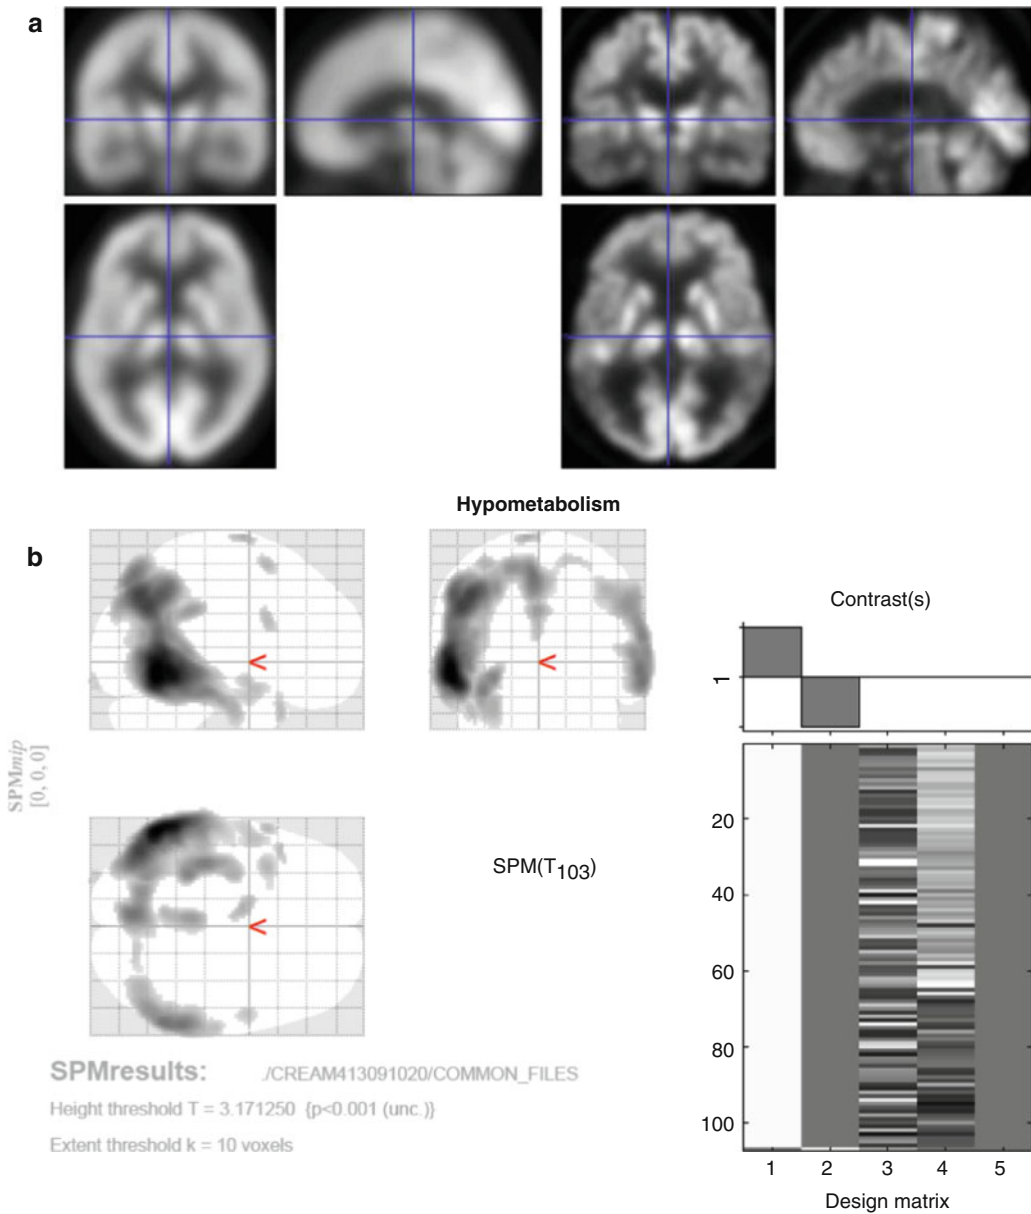 a
Hypometabolism
b
<
<
SPMmip
[0, 0, 0]
<
SPM(T103)
Contrast(s)
1
20
40
60
80
100
1 2 3 4 5
Design matrix
SPMresults: ./CREAM413091020/COMMON_FILES
Height threshold T = 3.171250 {p<0.001 (unc.)}
Extent threshold k = 10 voxels